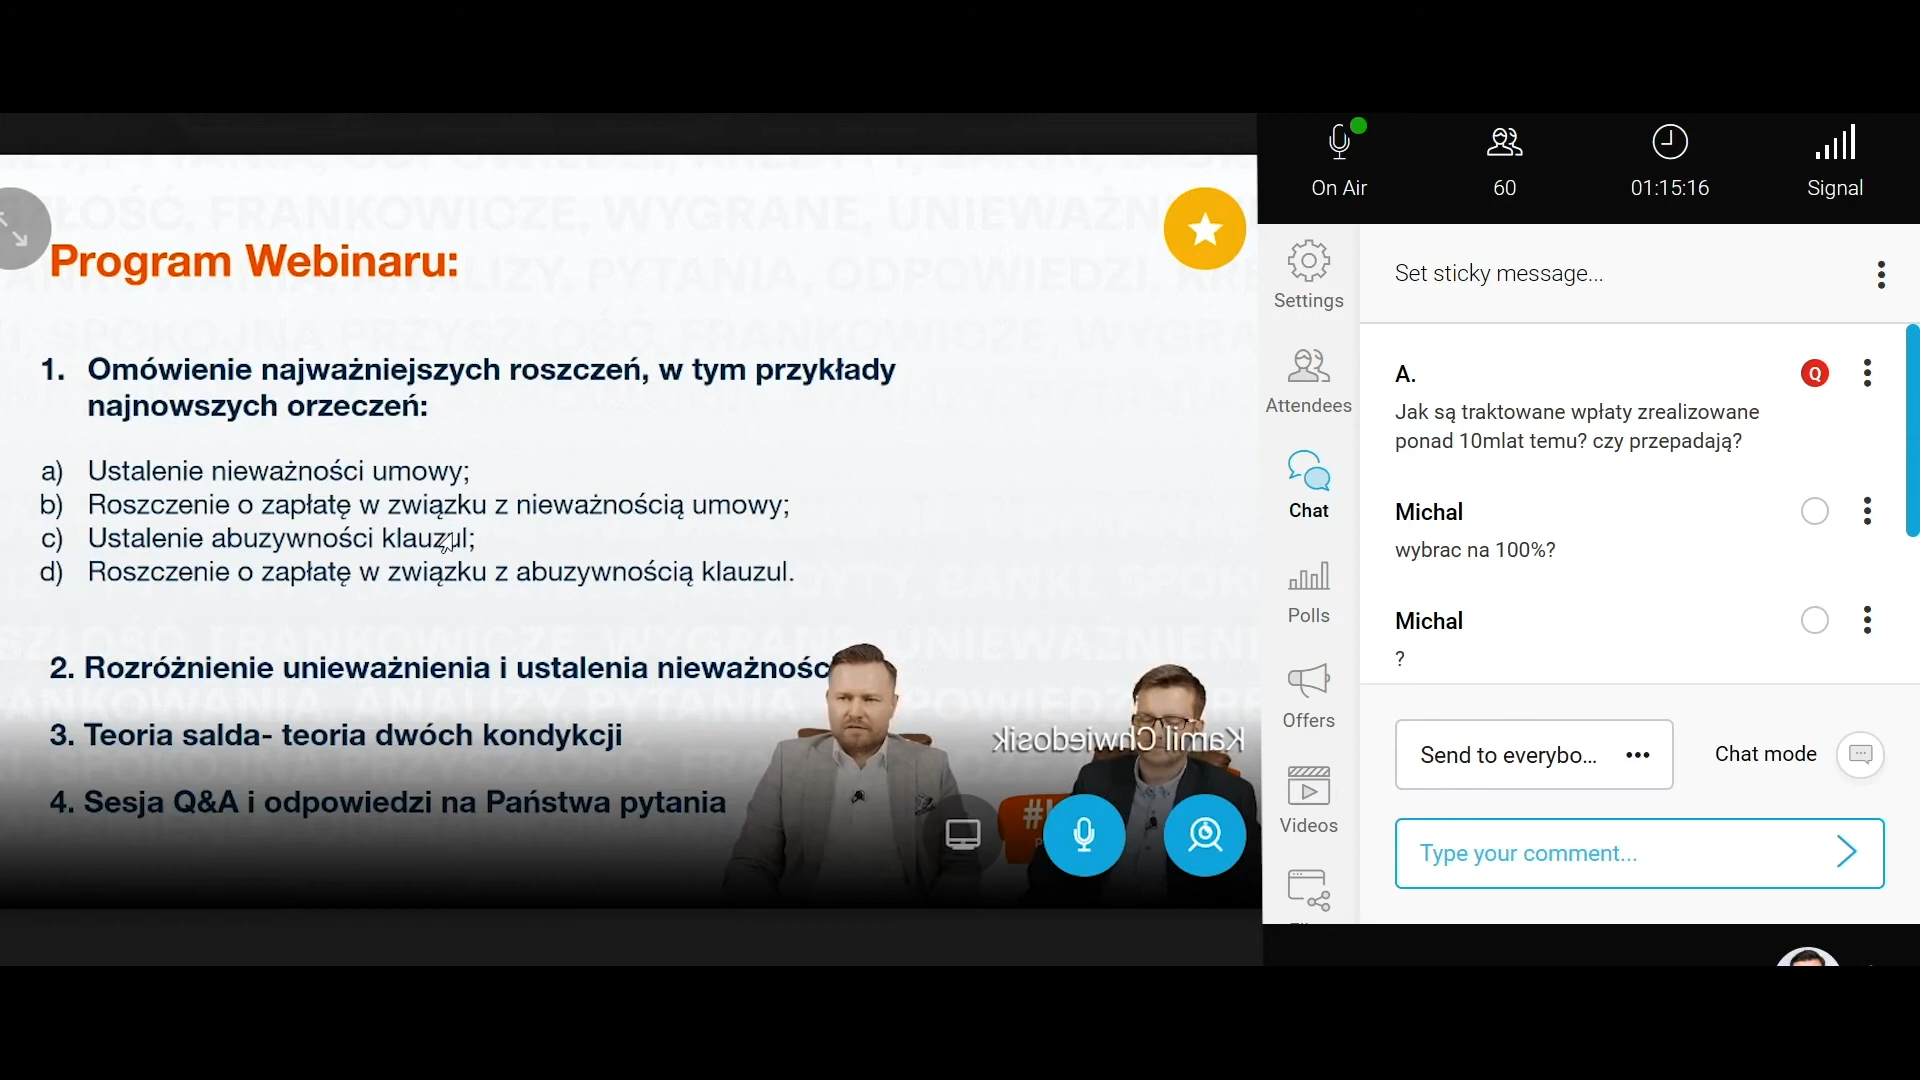 Program Webinaru:
1. Omówienie najważniejszych roszczeń, w tym przykłady
najnowszych orzeczeń:
a) Ustalenie nieważności umowy;
b) Roszczenie o zapłatę w związku z nieważnością umowy;
c) Ustalenie abuzywności klauzul;
d) Roszczenie o zapłatę w związku z abuzywnością klauzul.
2. Rozróżnienie unieważnienia i ustalenia nieważnośc
3. Teoria salda- teoria dwóch kondykcji
4. Sesja Q&A i odpowiedzi na Państwa pytania
Kamil Chwiedosik
On Air
60
01:15:16
Signal
Settings
Attendees
Chat
Polls
Offers
Videos
Set sticky message...
A.
Q
Jak są traktowane wpłaty zrealizowane
ponad 10mlat temu? czy przepadają?
Michal
wybrac na 100%?
Michal
?
Send to everybo...
Chat mode
Type your comment...